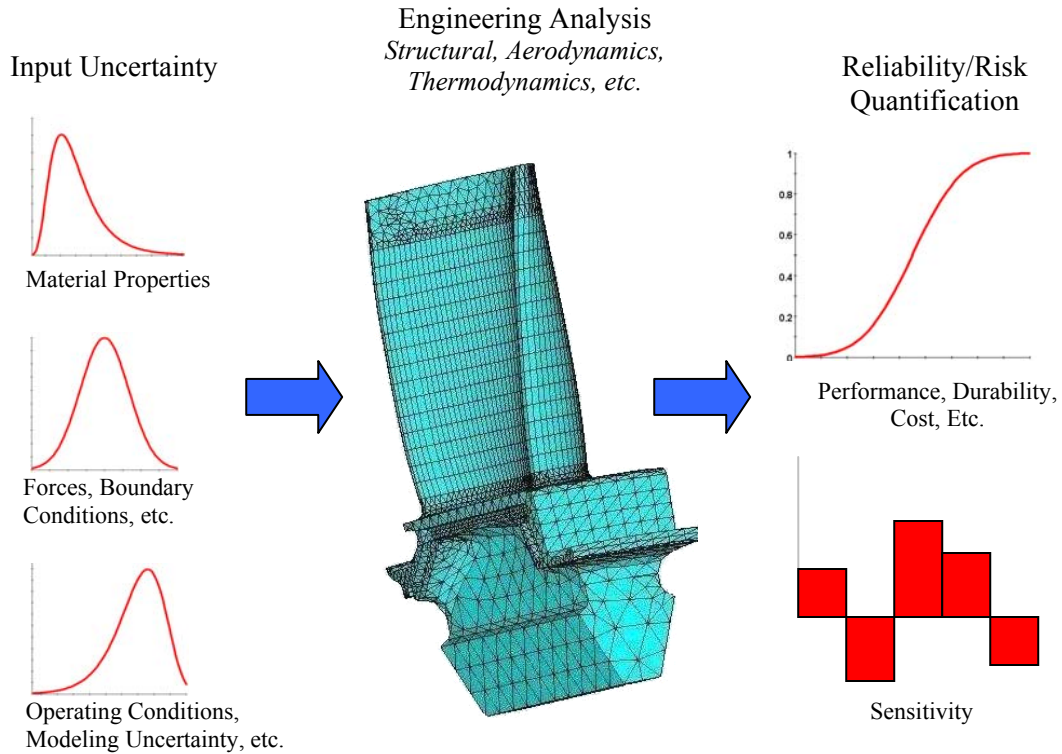 Input Uncertainty
Material Properties
Forces, Boundary
Conditions, etc.
Operating Conditions,
Modeling Uncertainty, etc.
Engineering Analysis
Structural, Aerodynamics,
Thermodynamics, etc.
Reliability/Risk
Quantification
1
0.8
0.6
0.4
0.2
0
Performance, Durability,
Cost, Etc.
Sensitivity